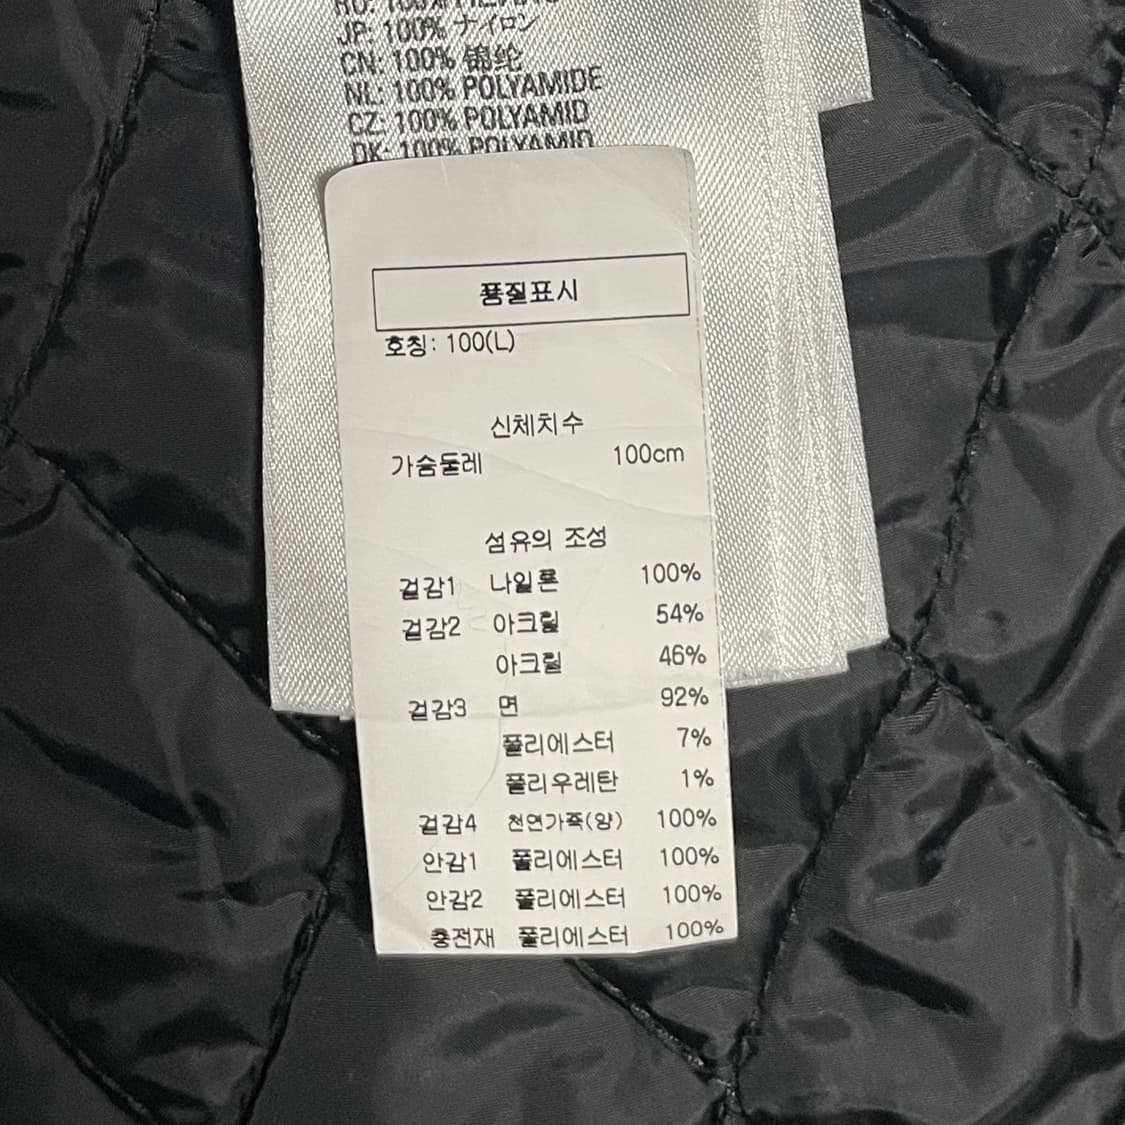 JP: 100% ナイロン
CN: 100% 锦纶
NL: 100% POLYAMIDE
CZ: 100% POLYAMID
DK: 100% POLYAMID
품질표시
호칭: 100(L)
신체치수
가슴둘레 100cm
섬유의 조성
겉감1 나일론 100%
겉감2 아크릴 54%
아크릴 46%
겉감3 면 92%
폴리에스터 7%
폴리우레탄 1%
겉감4 천연가죽(양) 100%
안감1 폴리에스터 100%
안감2 폴리에스터 100%
충전재 폴리에스터 100%